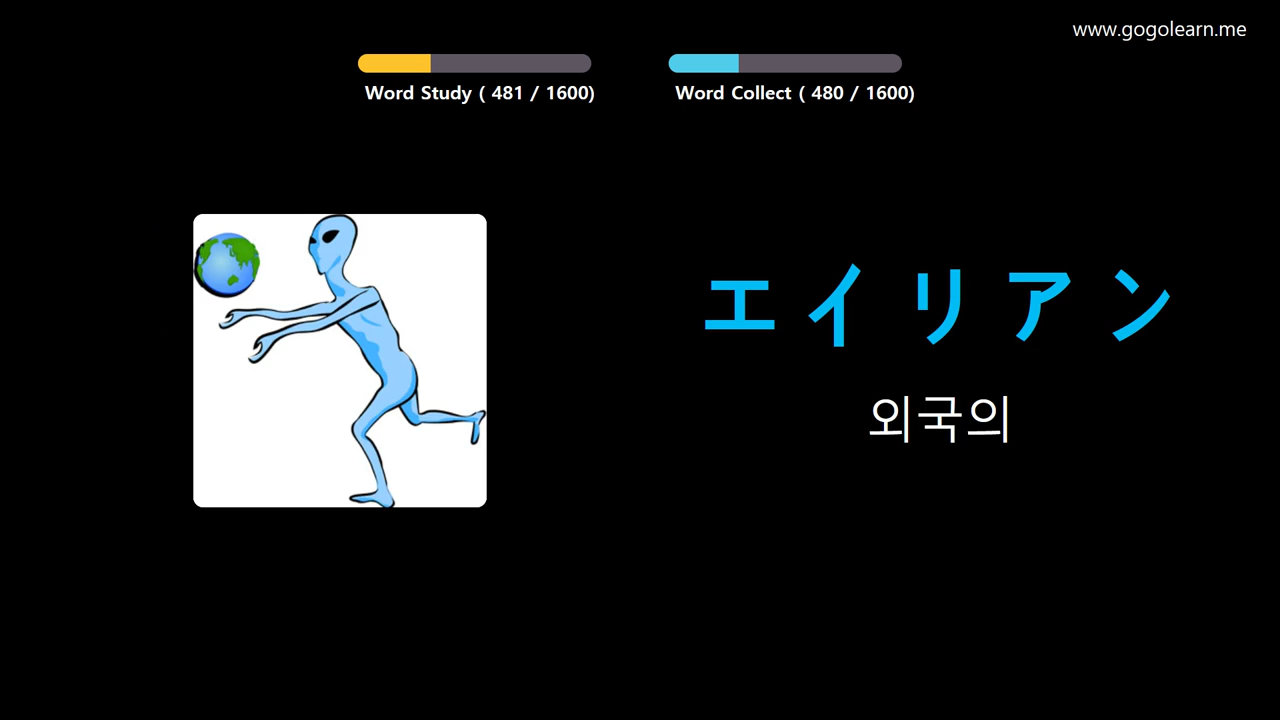 www.gogolearn.me
Word Study ( 481 / 1600)
Word Collect ( 480 / 1600)
エイリアン
외국의